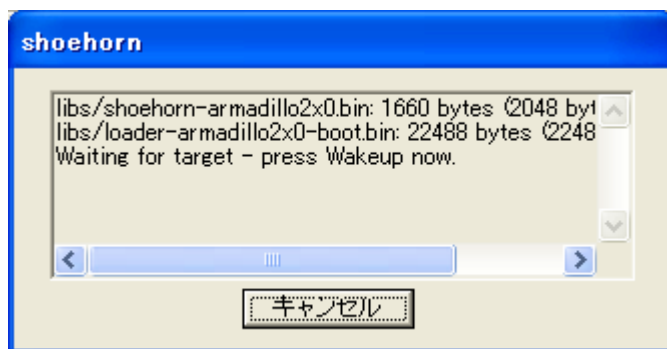 shoehorn
libs/shoehorn-armadillo2x0.bin: 1660 bytes (2048 byt
libs/loader-armadillo2x0-boot.bin: 22488 bytes (2248
Waiting for target - press Wakeup now.
キャンセル